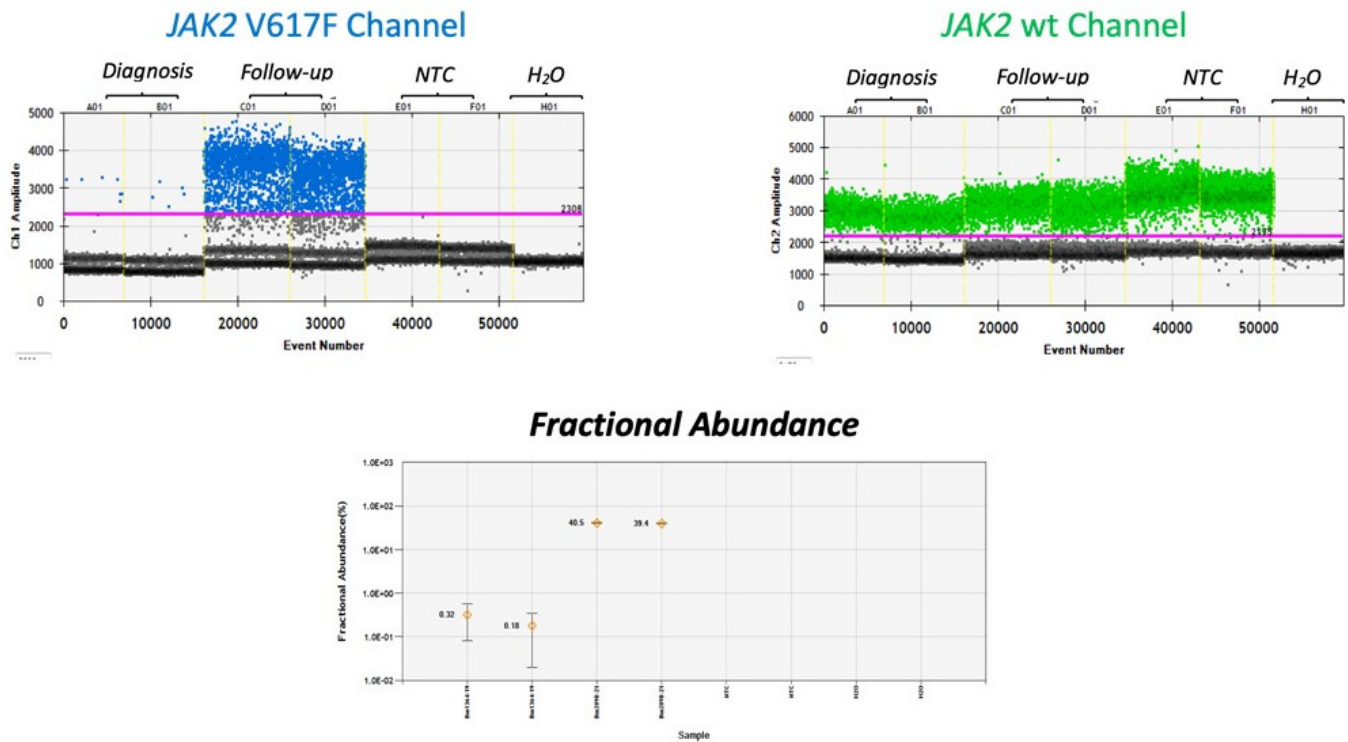 JAK2 V617F Channel
JAK2 wt Channel
Diagnosis Follow-up NTC H2O
A01 B01 C01 D01 E01 F01 H01
5000
4000
3000
2308
2000
1000
0
Ch1 Amplitude
0 10000 20000 30000 40000 50000
Event Number
Diagnosis Follow-up NTC H2O
A01 B01 C01 D01 E01 F01 H01
6000
5000
4000
3000
2000
1000
0
Ch2 Amplitude
0 10000 20000 30000 40000 50000
Event Number
Fractional Abundance
1.0E+03
1.0E+02
1.0E+01
1.0E+00
1.0E-01
1.0E-02
Fractional Abundance(%)
0.32
0.18
40.5
39.4
NTC
NTC
H2O
H2O
Sample